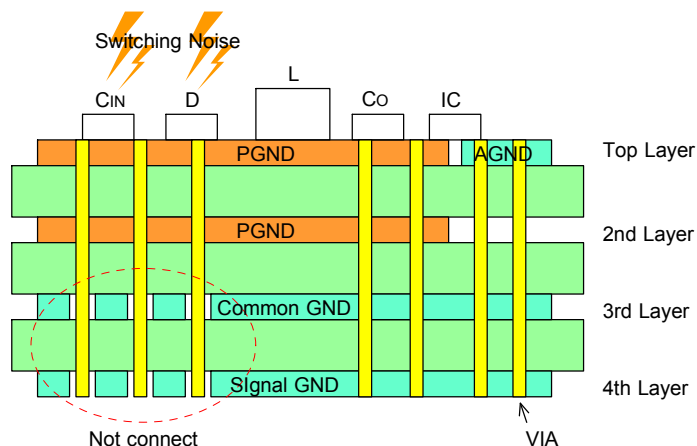 Switching Noise
CIN
D
L
CO
IC
PGND
AGND
Top Layer
PGND
2nd Layer
Common GND
3rd Layer
SIgnal GND
4th Layer
Not connect
VIA